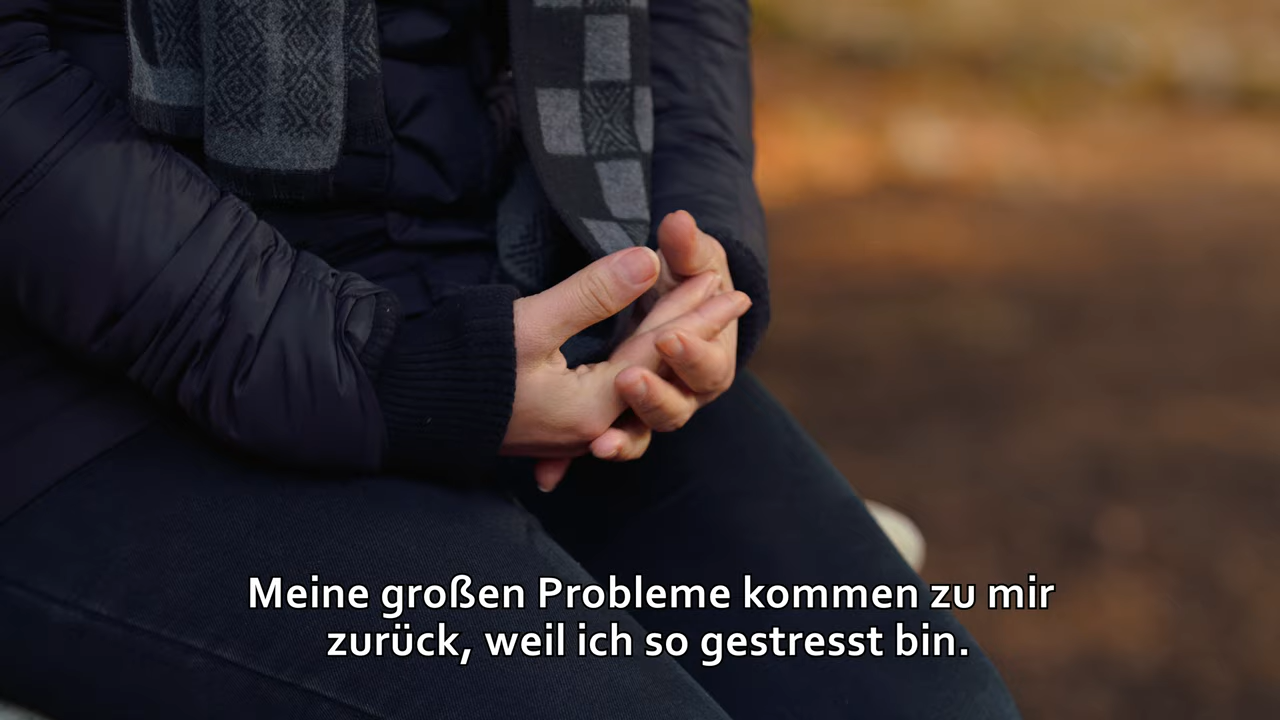 Meine großen Probleme kommen zu mir
zurück, weil ich so gestresst bin.